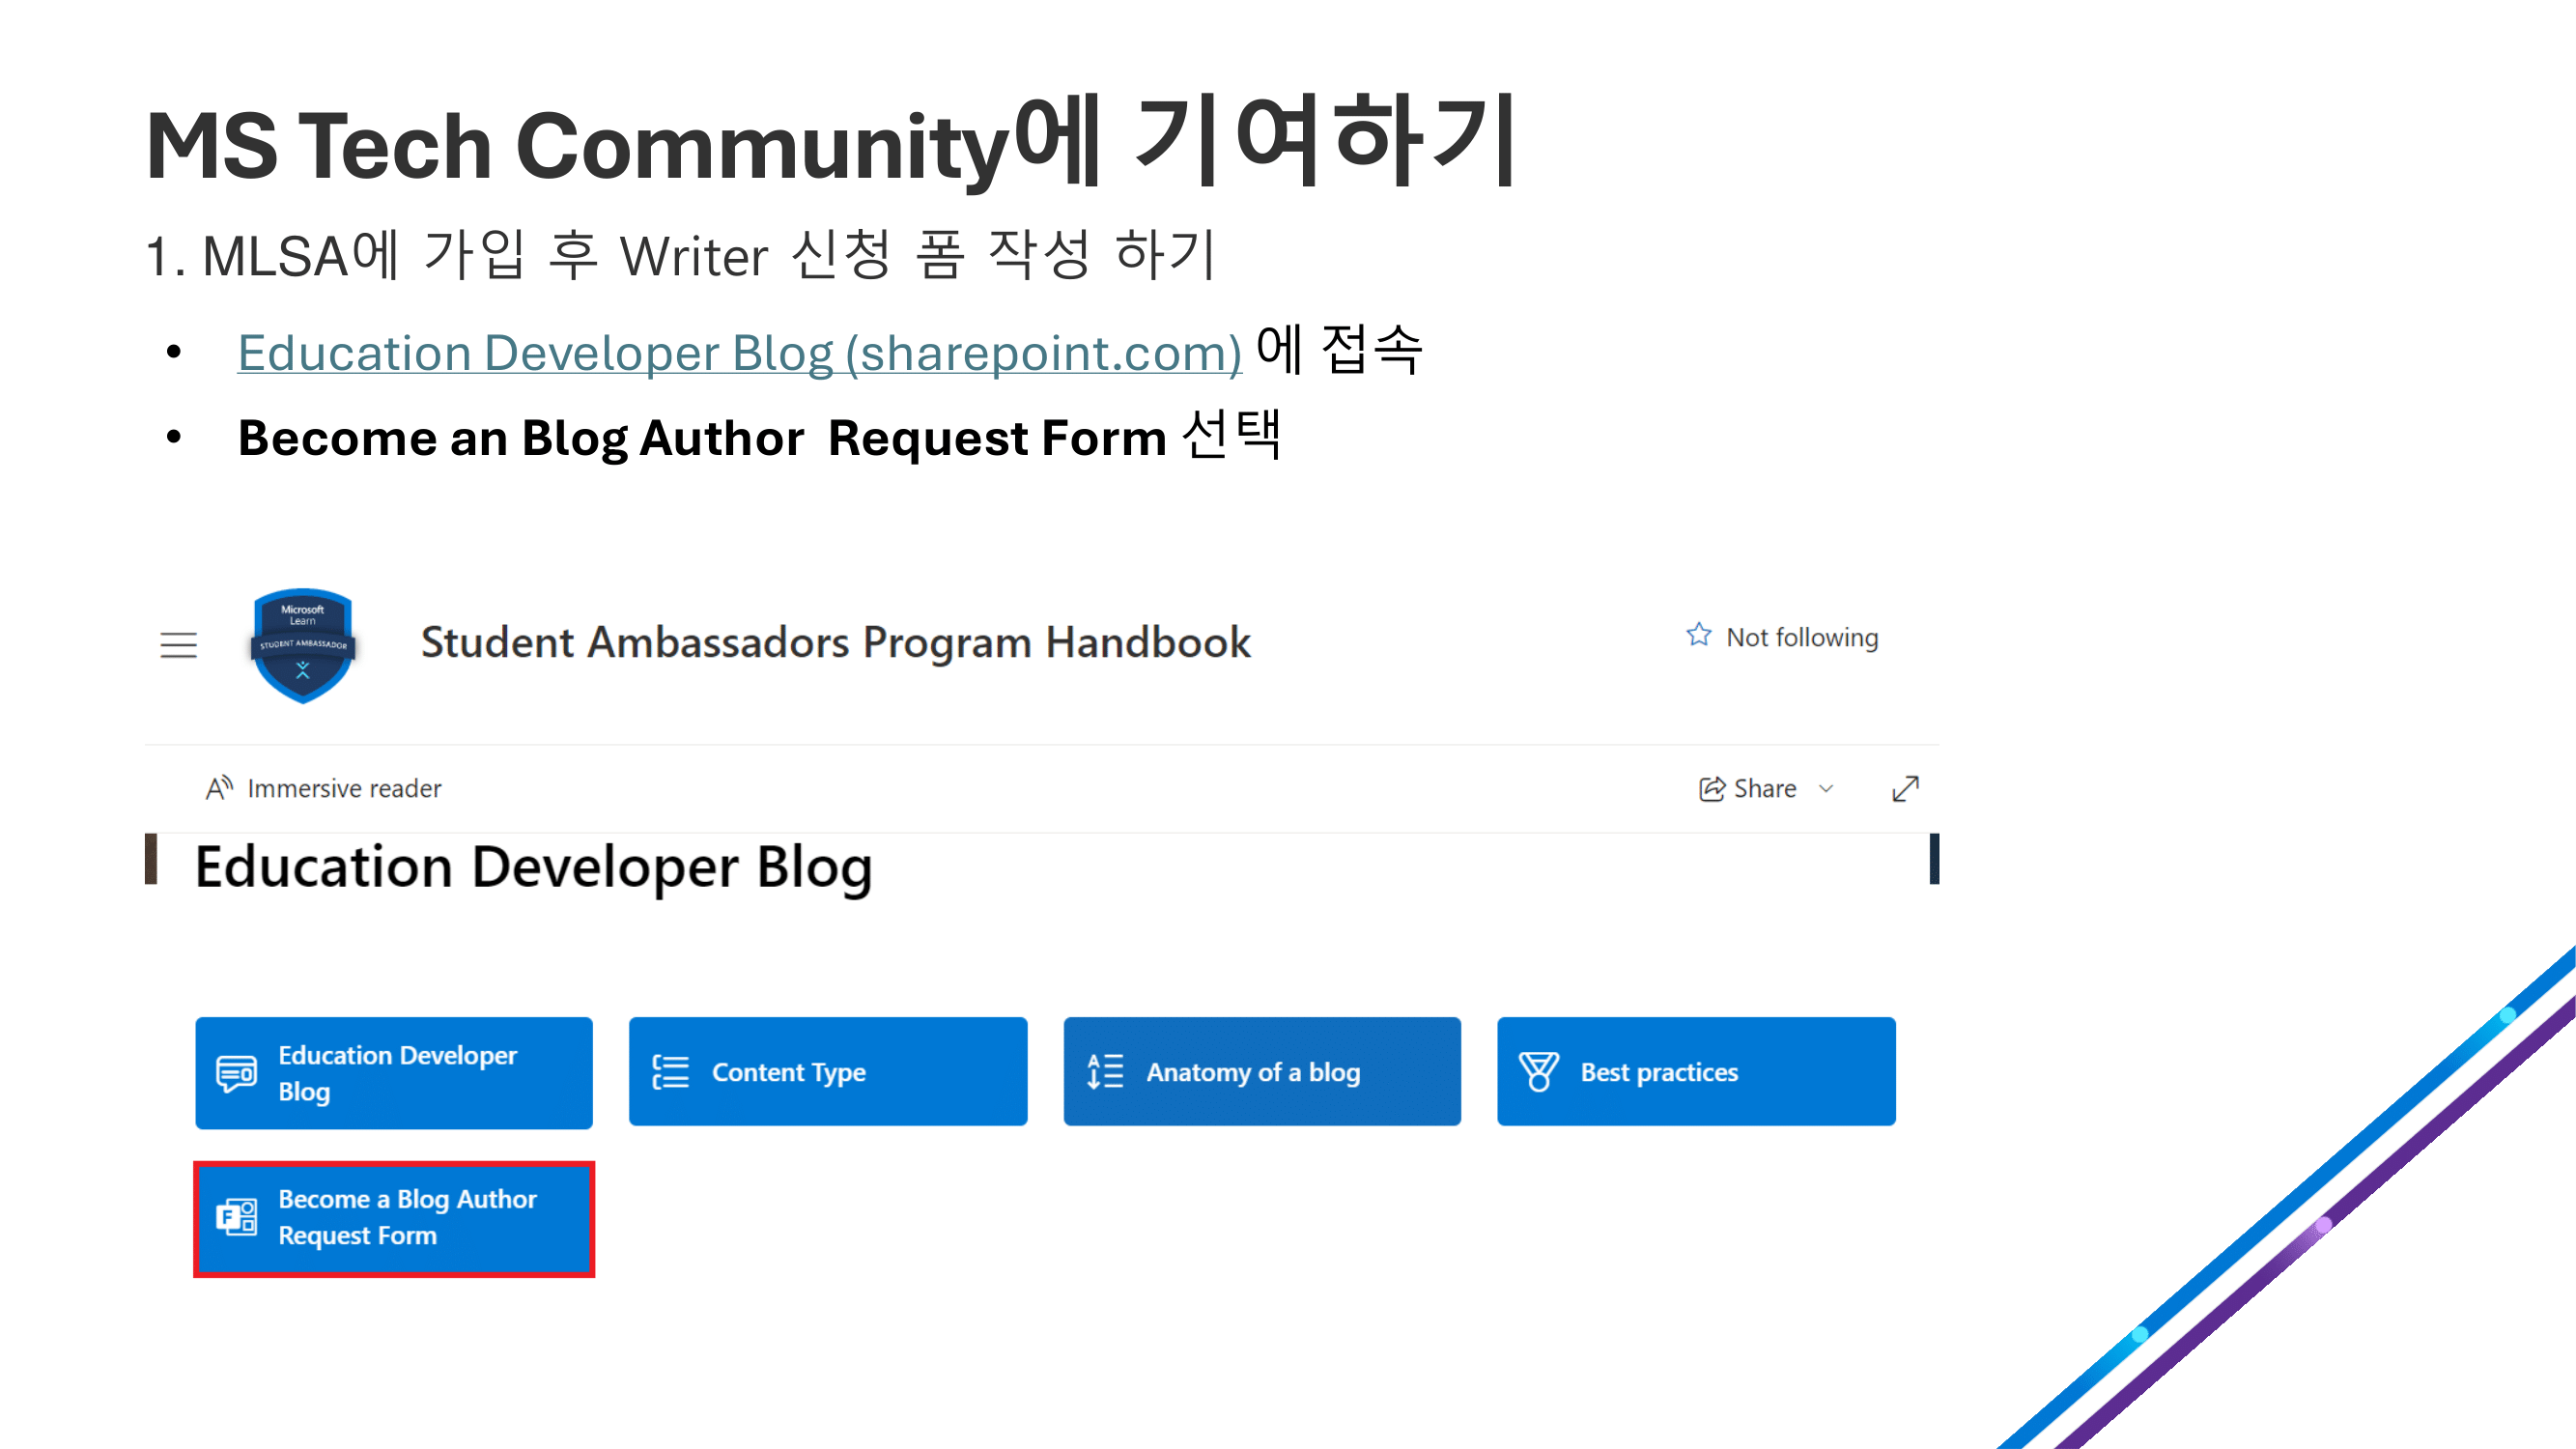 MS Tech Community에 기여하기
1. MLSA에 가입 후 Writer 신청 폼 작성 하기
• Education Developer Blog (sharepoint.com) 에 접속
• Become an Blog Author  Request Form 선택
Microsoft
Learn
STUDENT AMBASSADOR
Student Ambassadors Program Handbook
Not following
Immersive reader
Share
Education Developer Blog
Education Developer
Blog
Content Type
Anatomy of a blog
Best practices
Become a Blog Author
Request Form